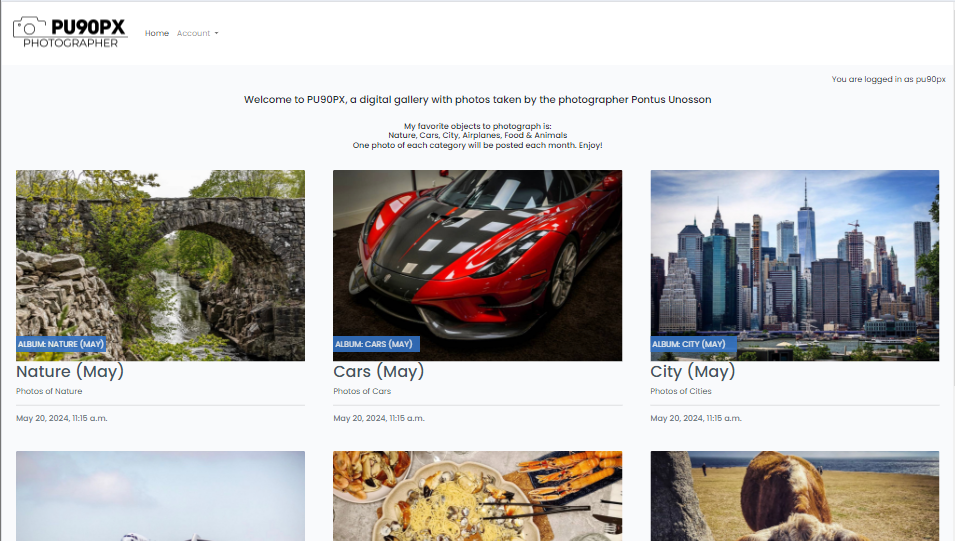 PU90PX
PHOTOGRAPHER
Home Account
You are logged in as pu90px
Welcome to PU90PX, a digital gallery with photos taken by the photographer Pontus Unosson
My favorite objects to photograph is:
Nature, Cars, City, Airplanes, Food & Animals
One photo of each category will be posted each month. Enjoy!
ALBUM: NATURE (MAY)
Nature (May)
Photos of Nature
May 20, 2024, 11:15 a.m.
ALBUM: CARS (MAY)
Cars (May)
Photos of Cars
May 20, 2024, 11:15 a.m.
ALBUM: CITY (MAY)
City (May)
Photos of Cities
May 20, 2024, 11:15 a.m.